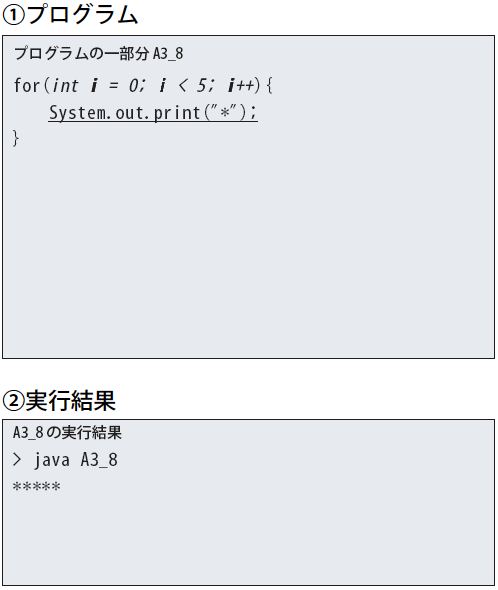 ①プログラム
プログラムの一部分 A3_8
for(int i = 0; i < 5; i++){
System.out.print("*");
}
②実行結果
A3_8 の実行結果
> java A3_8
*****